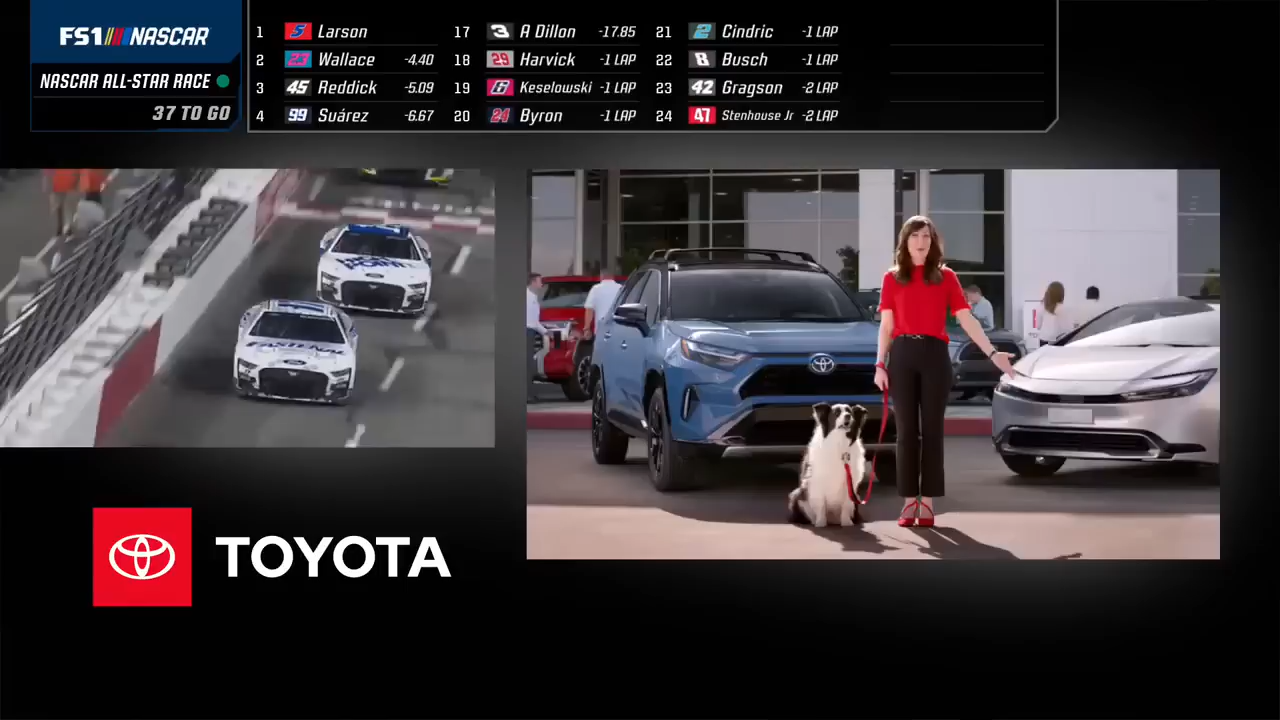 FS1 NASCAR
NASCAR ALL-STAR RACE
37 TO GO
1 5 Larson
2 23 Wallace -4.40
3 45 Reddick -5.09
4 99 Suárez -6.67
17 3 A Dillon -17.85
18 29 Harvick -1 LAP
19 6 Keselowski -1 LAP
20 24 Byron -1 LAP
21 2 Cindric -1 LAP
22 8 Busch -1 LAP
23 42 Gragson -2 LAP
24 47 Stenhouse Jr -2 LAP
FASTENAL
TOYOTA